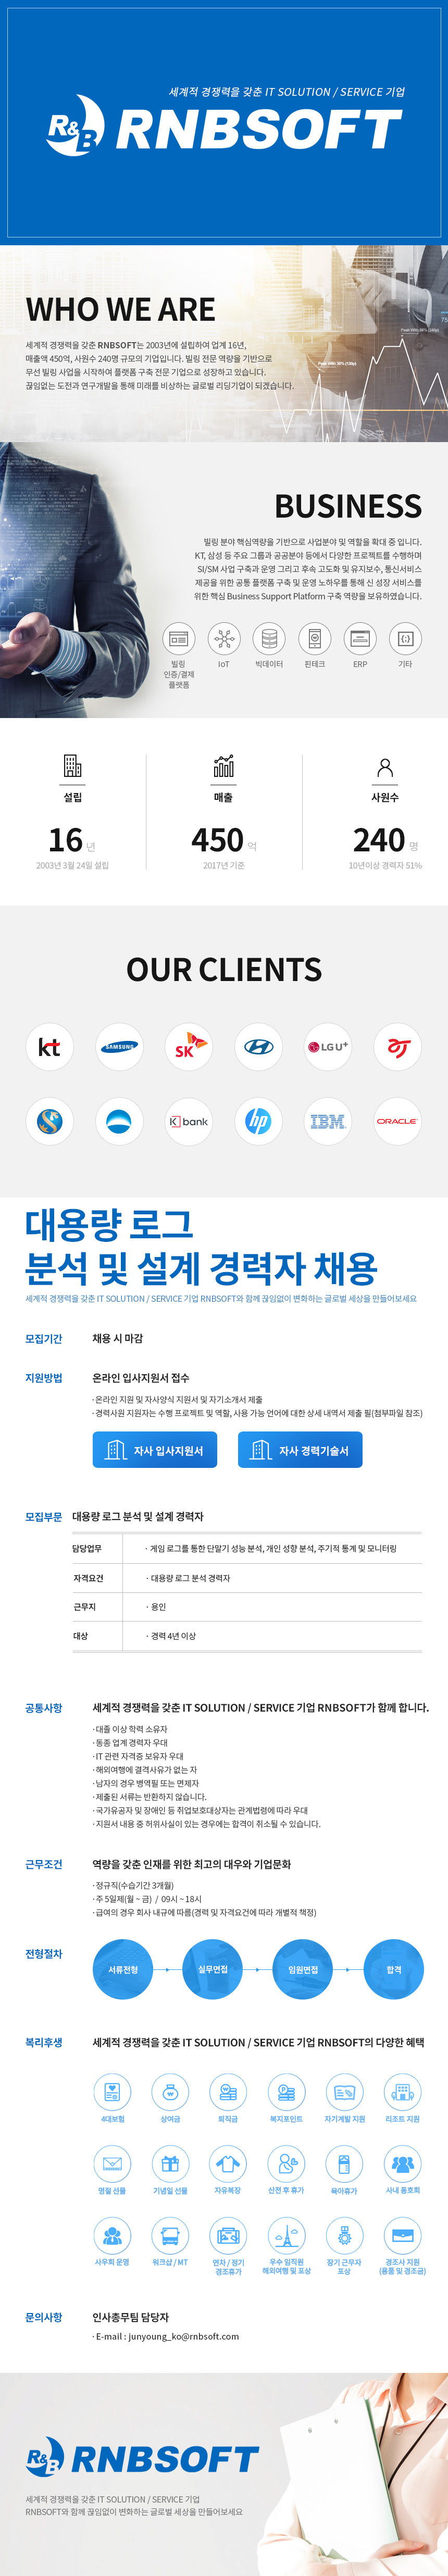 세계적 경쟁력을 갖춘 IT SOLUTION / SERVICE 기업
R&B RNBSOFT
WHO WE ARE
세계적 경쟁력을 갖춘 RNBSOFT는 2003년에 설립하여 업계 16년,
매출액 450억, 사원수 240명 규모의 기업입니다. 빌링 전문 역량을 기반으로
무선 빌링 사업을 시작하여 플랫폼 구축 전문 기업으로 성장하고 있습니다.
끊임없는 도전과 연구개발을 통해 미래를 비상하는 글로벌 리딩기업이 되겠습니다.
BUSINESS
빌링 분야 핵심역량을 기반으로 사업분야 및 역할을 확대 중 입니다.
KT, 삼성 등 주요 그룹과 공공분야 등에서 다양한 프로젝트를 수행하며
SI/SM 사업 구축과 운영 그리고 후속 고도화 및 유지보수, 통신서비스
제공을 위한 공통 플랫폼 구축 및 운영 노하우를 통해 신 성장 서비스를
위한 핵심 Business Support Platform 구축 역량을 보유하였습니다.
빌링
인증/결제
플랫폼
IoT
빅데이터
핀테크
ERP
기타
설립
매출
사원수
16 년
450 억
240 명
2003년 3월 24일 설립
2017년 기준
10년이상 경력자 51%
OUR CLIENTS
kt
SAMSUNG
SK
LG U+
K bank
hp
IBM
ORACLE
대용량 로그
분석 및 설계 경력자 채용
세계적 경쟁력을 갖춘 IT SOLUTION / SERVICE 기업 RNBSOFT와 함께 끊임없이 변화하는 글로벌 세상을 만들어보세요
모집기간
채용 시 마감
지원방법
온라인 입사지원서 접수
· 온라인 지원 및 자사양식 지원서 및 자기소개서 제출
· 경력사원 지원자는 수행 프로젝트 및 역할, 사용 가능 언어에 대한 상세 내역서 제출 필(첨부파일 참조)
자사 입사지원서
자사 경력기술서
모집부문
대용량 로그 분석 및 설계 경력자
담당업무
· 게임 로그를 통한 단말기 성능 분석, 개인 성향 분석, 주기적 통계 및 모니터링
자격요건
· 대용량 로그 분석 경력자
근무지
· 용인
대상
· 경력 4년 이상
공통사항
세계적 경쟁력을 갖춘 IT SOLUTION / SERVICE 기업 RNBSOFT가 함께 합니다.
· 대졸 이상 학력 소유자
· 동종 업계 경력자 우대
· IT 관련 자격증 보유자 우대
· 해외여행에 결격사유가 없는 자
· 남자의 경우 병역필 또는 면제자
· 제출된 서류는 반환하지 않습니다.
· 국가유공자 및 장애인 등 취업보호대상자는 관계법령에 따라 우대
· 지원서 내용 중 허위사실이 있는 경우에는 합격이 취소될 수 있습니다.
근무조건
역량을 갖춘 인재를 위한 최고의 대우와 기업문화
· 정규직(수습기간 3개월)
· 주 5일제(월 ~ 금) / 09시 ~ 18시
· 급여의 경우 회사 내규에 따름(경력 및 자격요건에 따라 개별적 책정)
전형절차
서류전형
실무면접
임원면접
합격
복리후생
세계적 경쟁력을 갖춘 IT SOLUTION / SERVICE 기업 RNBSOFT의 다양한 혜택
4대보험
상여금
퇴직금
복지포인트
자기계발 지원
리조트 지원
명절 선물
기념일 선물
자유복장
산전 후 휴가
육아휴가
사내 동호회
사우회 운영
워크샵 / MT
연차 / 정기
경조휴가
우수 임직원
해외여행 및 포상
장기 근무자
포상
경조사 지원
(용품 및 경조금)
문의사항
인사총무팀 담당자
· E-mail : junyoung_ko@rnbsoft.com
R&B RNBSOFT
세계적 경쟁력을 갖춘 IT SOLUTION / SERVICE 기업
RNBSOFT와 함께 끊임없이 변화하는 글로벌 세상을 만들어보세요